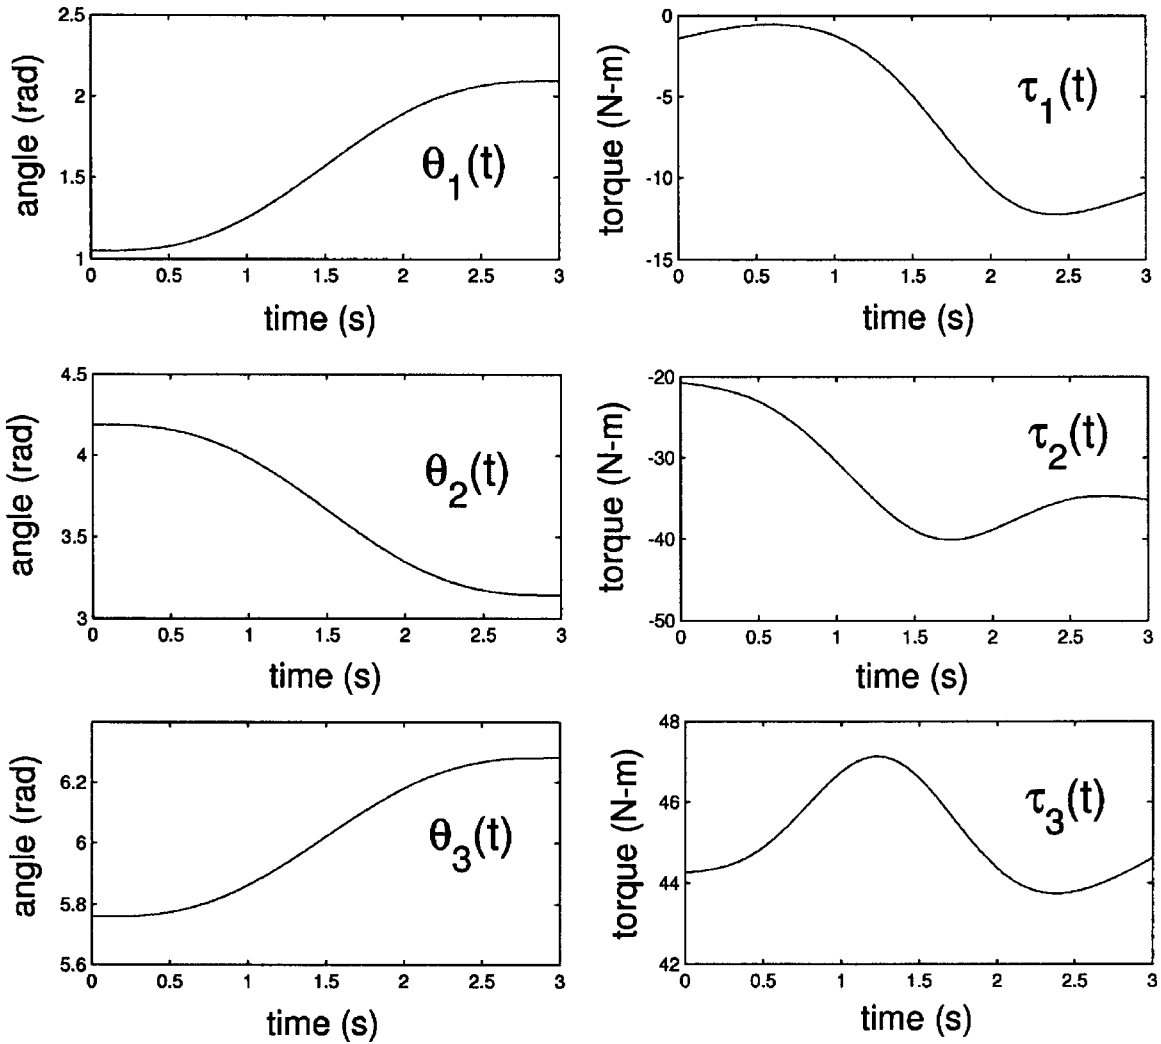 2.5
2
1.5
1
0 0.5 1 1.5 2 2.5 3
angle (rad)
time (s)
θ1(t)
0
-5
-10
-15
0 0.5 1 1.5 2 2.5 3
torque (N-m)
time (s)
τ1(t)
4.5
4
3.5
3
0 0.5 1 1.5 2 2.5 3
angle (rad)
time (s)
θ2(t)
-20
-30
-40
-50
0 0.5 1 1.5 2 2.5 3
torque (N-m)
time (s)
τ2(t)
6.2
6
5.8
5.6
0 0.5 1 1.5 2 2.5 3
angle (rad)
time (s)
θ3(t)
48
46
44
42
0 0.5 1 1.5 2 2.5 3
torque (N-m)
time (s)
τ3(t)